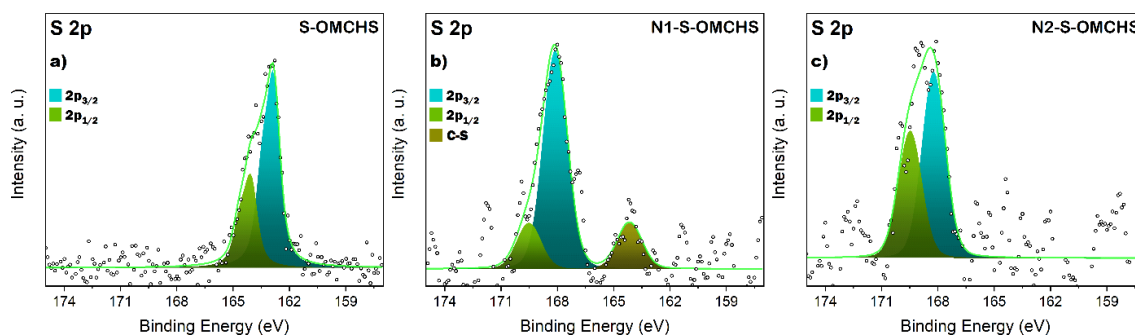 S 2p
S-OMCHS
a)
2p3/2
2p1/2
Intensity (a. u.)
174 171 168 165 162 159
Binding Energy (eV)
S 2p
N1-S-OMCHS
b)
2p3/2
2p1/2
C-S
Intensity (a. u.)
174 171 168 165 162 159
Binding Energy (eV)
S 2p
N2-S-OMCHS
c)
2p3/2
2p1/2
Intensity (a. u.)
174 171 168 165 162 159
Binding Energy (eV)